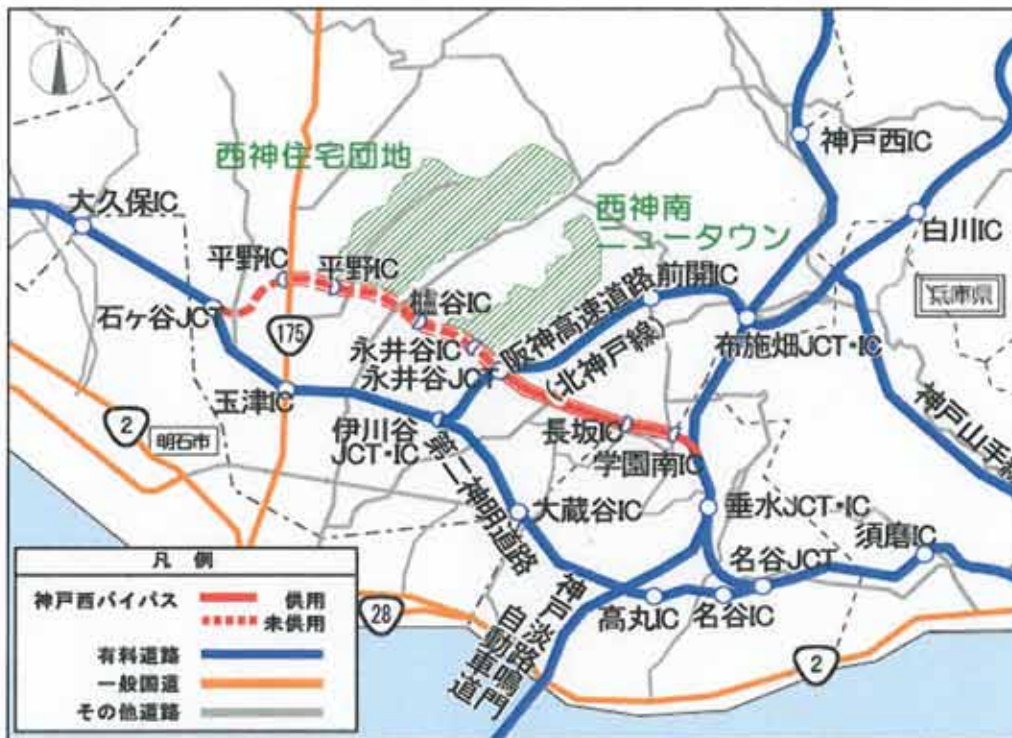 N
神戸西IC
西神住宅団地
大久保IC
西神南
ニュータウン
白川IC
平野IC
平野IC
前開IC
兵庫県
櫨谷IC
石ヶ谷JCT
阪神高速道路
(北神戸線)
布施畑JCT・IC
175
永井谷IC
永井谷JCT
玉津IC
神戸山手線
2
明石市
伊川谷
JCT・IC
長坂IC
学園南IC
第二神明道路
大蔵谷IC
垂水JCT・IC
須磨IC
名谷JCT
神戸淡路鳴門
自動車道
高丸IC
名谷IC
28
2
凡例
神戸西バイパス
供用
未供用
有料道路
一般国道
その他道路